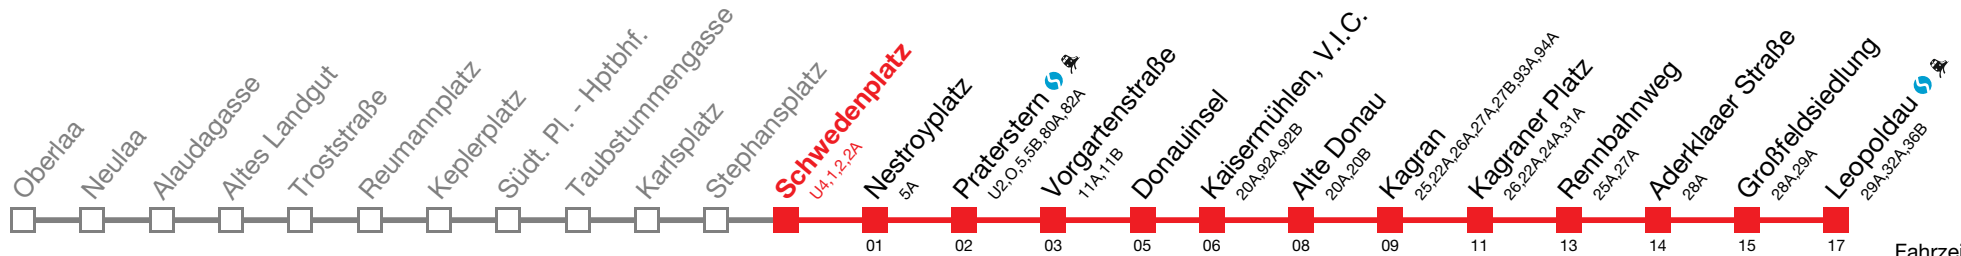 Oberlaa
Neulaa
Alaudagasse
Altes Landgut
Troststraße
Reumannplatz
Keplerplatz
Südt. Pl. - Hptbhf.
Taubstummengasse
Karlsplatz
Stephansplatz
Schwedenplatz
U4,1,2,2A
Nestroyplatz
5A
01
Praterstern
U2,O,5,5B,80A,82A
02
Vorgartenstraße
11A,11B
03
Donauinsel
05
Kaisermühlen, V.I.C.
20A,92A,92B
06
Alte Donau
20A,20B
08
Kagran
25,22A,26A,27A,27B,93A,94A
09
Kagraner Platz
26,22A,24A,31A
11
Rennbahnweg
25A,27A
13
Aderklaaer Straße
28A
14
Großfeldsiedlung
28A,29A
15
Leopoldau
29A,32A,36B
17
Fahrzei